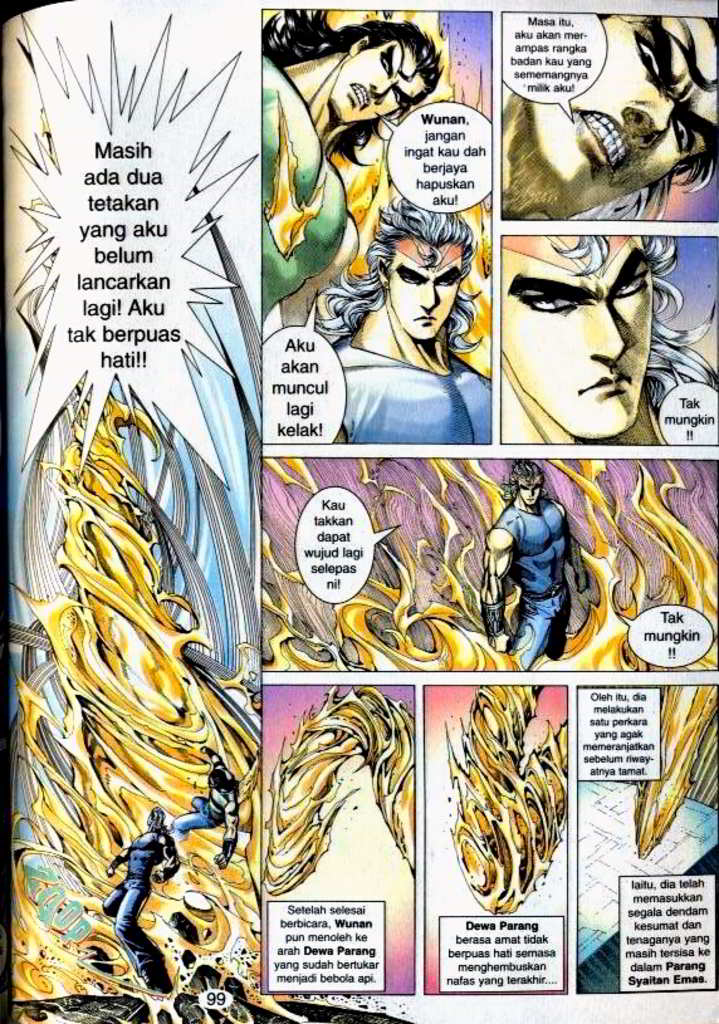 Masih
ada dua
tetakan
yang aku
belum
lancarkan
lagi! Aku
tak berpuas
hati!!
Wunan,
jangan
ingat kau dah
berjaya
hapuskan
aku!
Aku
akan
muncul
lagi
kelak!
Masa itu,
aku akan mer-
ampas rangka
badan kau yang
sememangnya
milik aku!
Tak
mungkin
!!
Kau
takkan
dapat
wujud lagi
selepas
ni!
Tak
mungkin
!!
Setelah selesai
berbicara, Wunan
pun menoleh ke
arah Dewa Parang
yang sudah bertukar
menjadi bebola api.
Dewa Parang
berasa amat tidak
berpuas hati semasa
menghembuskan
nafas yang terakhir....
Oleh itu, dia
melakukan
satu perkara
yang agak
memeranjatkan
sebelum riway-
atnya tamat.
Iaitu, dia telah
memasukkan
segala dendam
kesumat dan
tenaganya yang
masih tersisa ke
dalam Parang
Syaitan Emas.
99